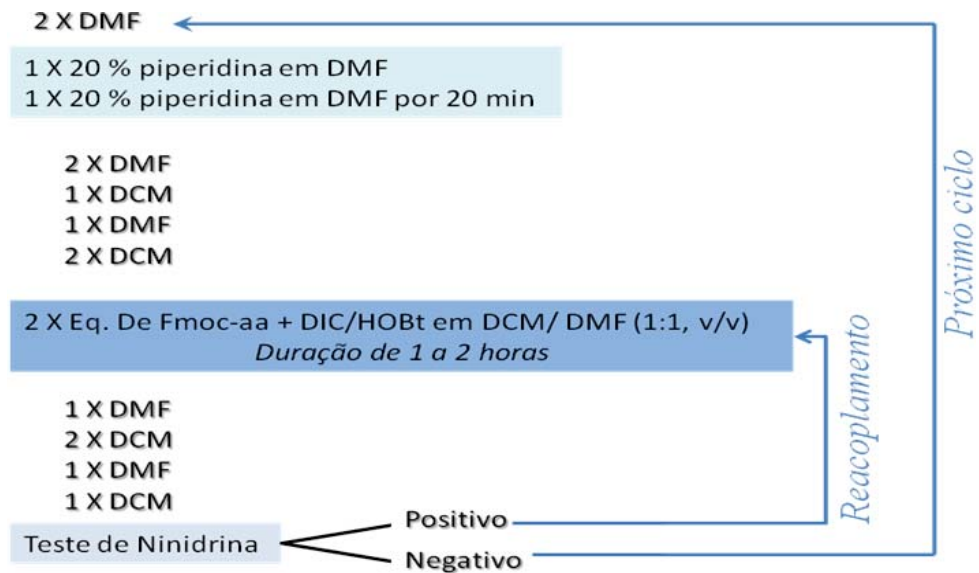 2 X DMF
1 X 20 % piperidina em DMF
1 X 20 % piperidina em DMF por 20 min
2 X DMF
1 X DCM
1 X DMF
2 X DCM
2 X Eq. De Fmoc-aa + DIC/HOBt em DCM/ DMF (1:1, v/v)
Duração de 1 a 2 horas
1 X DMF
2 X DCM
1 X DMF
1 X DCM
Teste de Ninidrina
Positivo
Negativo
Reacoplamento
Próximo ciclo